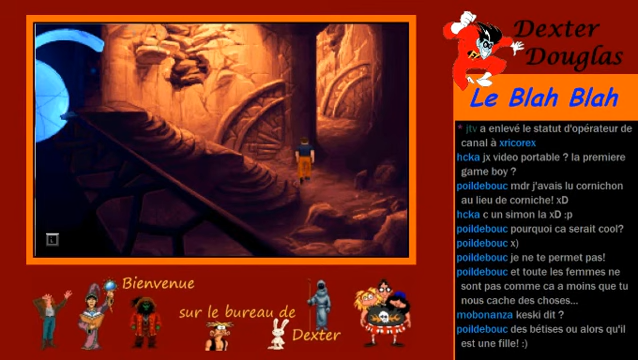 Dexter
Douglas
Le Blah Blah
* jtv a enlevé le statut d'opérateur de
canal à xricorex
hcka jx video portable ? la premiere
game boy ?
poildebouc mdr j'avais lu cornichon
au lieu de corniche! xD
hcka c un simon la xD ;p
poildebouc pourquoi ca serait cool?
poildebouc x)
poildebouc je ne te permet pas!
poildebouc et toute les femmes ne
sont pas comme ca a moins que tu
nous cache des choses...
mobonanza keski dit ?
poildebouc des bétises ou alors qu'il
est une fille! :)
Bienvenue
sur le bureau de
Dexter